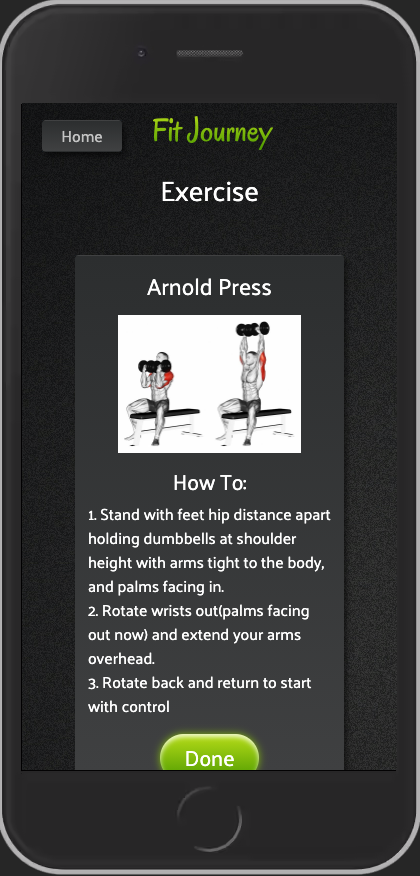 Home
Fit Journey
Exercise
Arnold Press
How To:
1. Stand with feet hip distance apart
holding dumbbells at shoulder
height with arms tight to the body,
and palms facing in.
2. Rotate wrists out(palms facing
out now) and extend your arms
overhead.
3. Rotate back and return to start
with control
Done